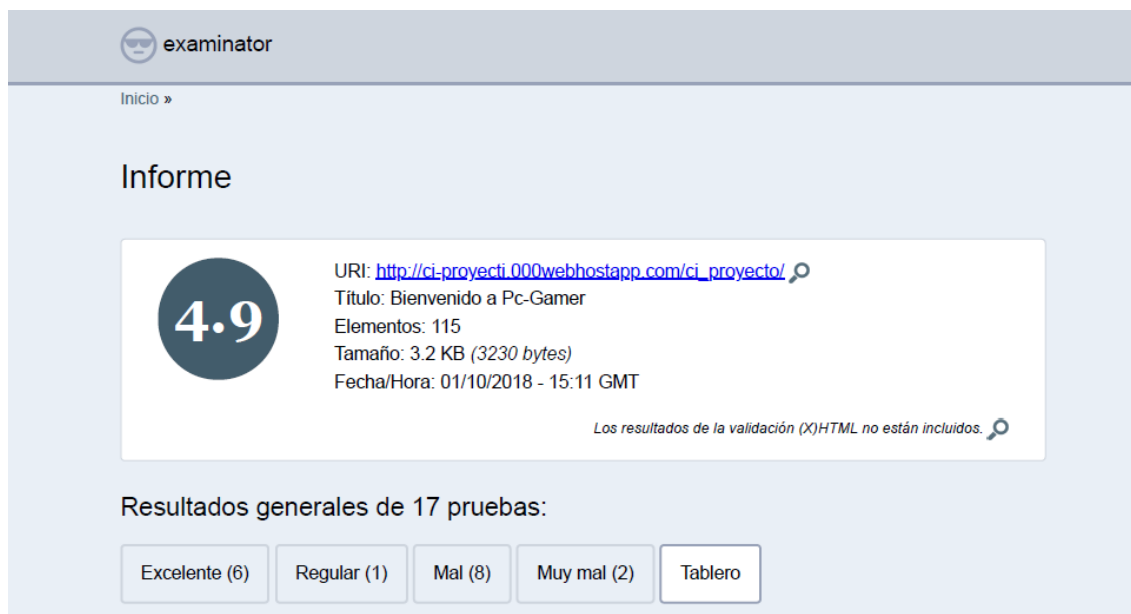 examinator
Inicio »
Informe
4.9
URI: http://ci-proyecti.000webhostapp.com/ci_proyecto/
Título: Bienvenido a Pc-Gamer
Elementos: 115
Tamaño: 3.2 KB (3230 bytes)
Fecha/Hora: 01/10/2018 - 15:11 GMT
Los resultados de la validación (X)HTML no están incluidos.
Resultados generales de 17 pruebas:
Excelente (6) Regular (1) Mal (8) Muy mal (2) Tablero